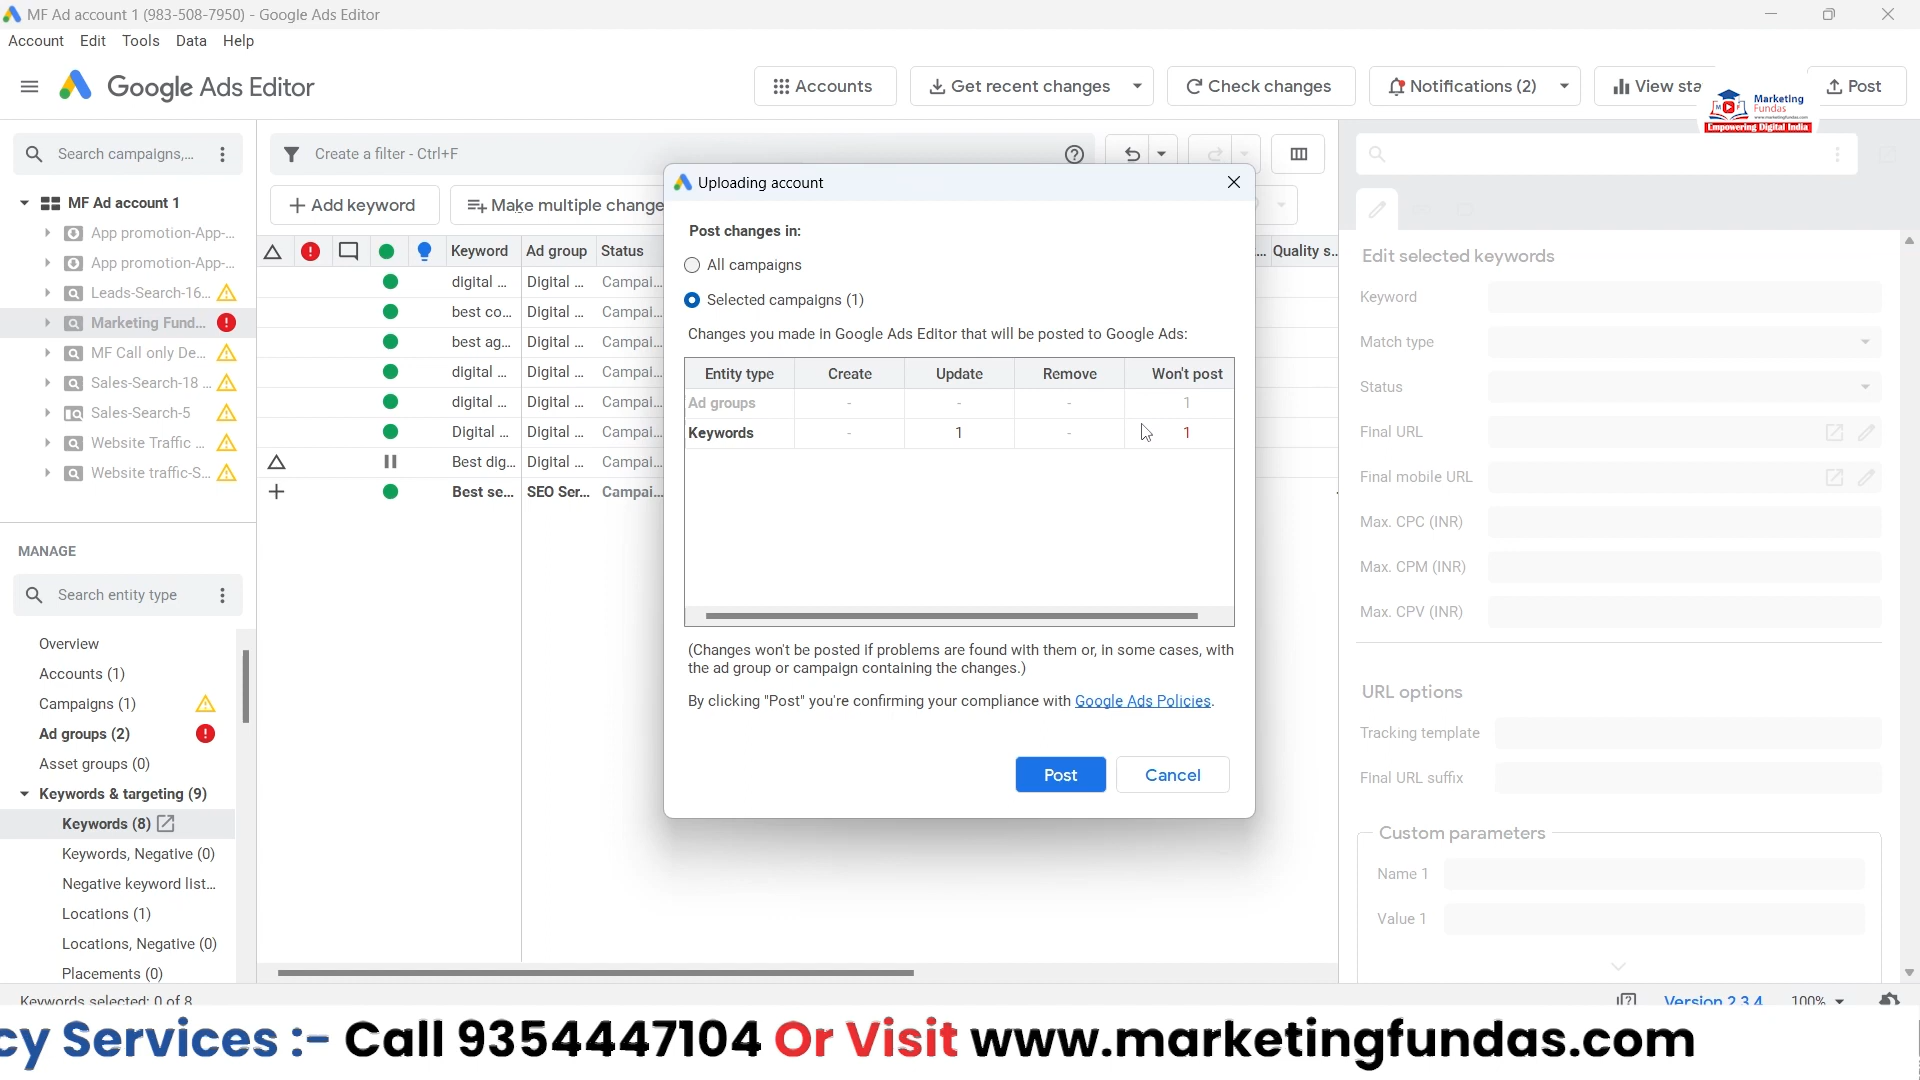 MF Ad account 1 (983-508-7950) - Google Ads Editor
Account Edit Tools Data Help
Google Ads Editor
Accounts
Get recent changes
Check changes
Notifications (2)
View sta
Post
Marketing
Fundas
Empowering Digital India
Search campaigns,...
Create a filter - Ctrl+F
Add keyword
Make multiple change
MF Ad account 1
App promotion-App-...
App promotion-App-...
Leads-Search-16...
Marketing Fund...
MF Call only De...
Sales-Search-18 ...
Sales-Search-5
Website Traffic ...
Website traffic-S...
MANAGE
Search entity type
Overview
Accounts (1)
Campaigns (1)
Ad groups (2)
Asset groups (0)
Keywords & targeting (9)
Keywords (8)
Keywords, Negative (0)
Negative keyword list...
Locations (1)
Locations, Negative (0)
Placements (0)
Keyword Ad group Status
Quality s...
digital ... Digital ... Campai...
best co... Digital ... Campai...
best ag... Digital ... Campai...
digital ... Digital ... Campai...
digital ... Digital ... Campai...
Digital ... Digital ... Campai...
Best dig... Digital ... Campai...
Best se... SEO Ser... Campai...
Uploading account
Post changes in:
All campaigns
Selected campaigns (1)
Changes you made in Google Ads Editor that will be posted to Google Ads:
Entity type Create Update Remove Won't post
Ad groups - - - 1
Keywords - 1 - 1
(Changes won't be posted if problems are found with them or, in some cases, with
the ad group or campaign containing the changes.)
By clicking "Post" you're confirming your compliance with Google Ads Policies.
Post
Cancel
Edit selected keywords
Keyword
Match type
Status
Final URL
Final mobile URL
Max. CPC (INR)
Max. CPM (INR)
Max. CPV (INR)
URL options
Tracking template
Final URL suffix
Custom parameters
Name 1
Value 1
Keywords selected: 0 of 8
Version 2.3.4 100%
cy Services :- Call 9354447104 Or Visit www.marketingfundas.com